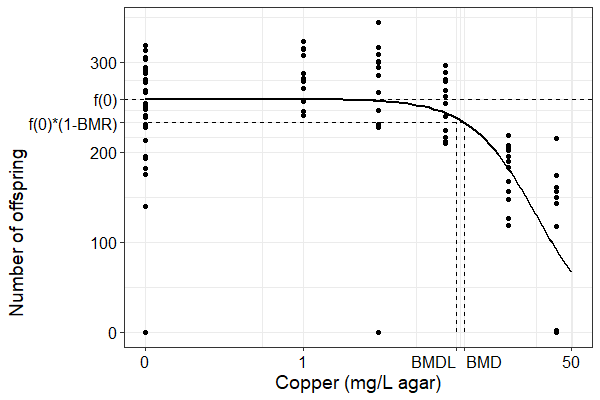 Number of offspring
300
f(0)
f(0)*(1-BMR)
200
100
0
0 1 BMDL BMD 50
Copper (mg/L agar)